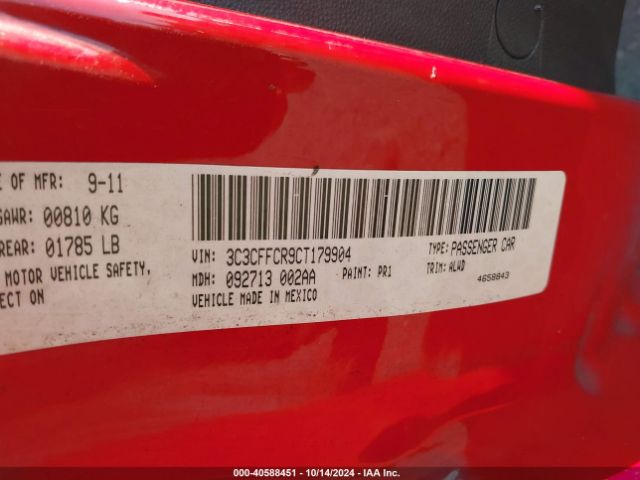 E OF MFR: 9-11
GAWR: 00810 KG
REAR: 01785 LB
MOTOR VEHICLE SAFETY,
ECT ON
VIN: 3C3CFFCR9CT179904
TYPE: PASSENGER CAR
MDH: 092713 002AA
PAINT: PR1
TRIM: ALWD
VEHICLE MADE IN MEXICO
4658843
000-40588451 • 10/14/2024 • IAA Inc.